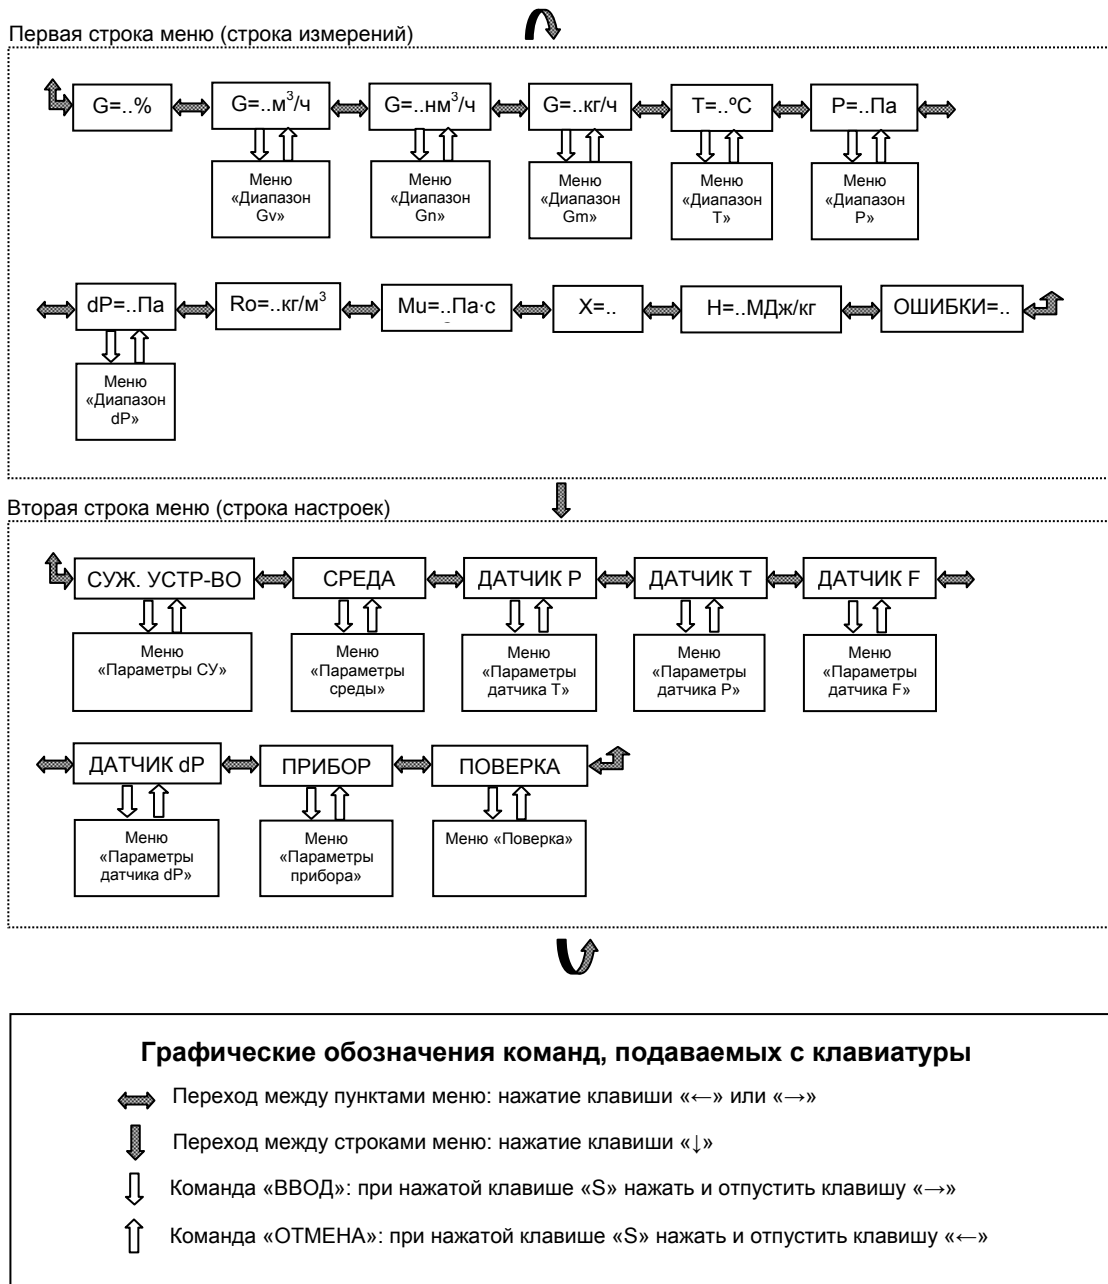 Первая строка меню (строка измерений)
G=..%
G=..м³/ч
G=..нм³/ч
G=..кг/ч
T=..ºC
P=..Па
Меню
«Диапазон
Gv»
Меню
«Диапазон
Gn»
Меню
«Диапазон
Gm»
Меню
«Диапазон
T»
Меню
«Диапазон
P»
dP=..Па
Ro=..кг/м³
Mu=..Па·с
X=..
H=..МДж/кг
ОШИБКИ=..
Меню
«Диапазон
dP»
Вторая строка меню (строка настроек)
СУЖ. УСТР-ВО
СРЕДА
ДАТЧИК P
ДАТЧИК T
ДАТЧИК F
Меню
«Параметры СУ»
Меню
«Параметры
среды»
Меню
«Параметры
датчика T»
Меню
«Параметры
датчика P»
Меню
«Параметры
датчика F»
ДАТЧИК dP
ПРИБОР
ПОВЕРКА
Меню
«Параметры
датчика dP»
Меню
«Параметры
прибора»
Меню «Поверка»
Графические обозначения команд, подаваемых с клавиатуры
Переход между пунктами меню: нажатие клавиши «←» или «→»
Переход между строками меню: нажатие клавиши «↓»
Команда «ВВОД»: при нажатой клавише «S» нажать и отпустить клавишу «→»
Команда «ОТМЕНА»: при нажатой клавише «S» нажать и отпустить клавишу «←»